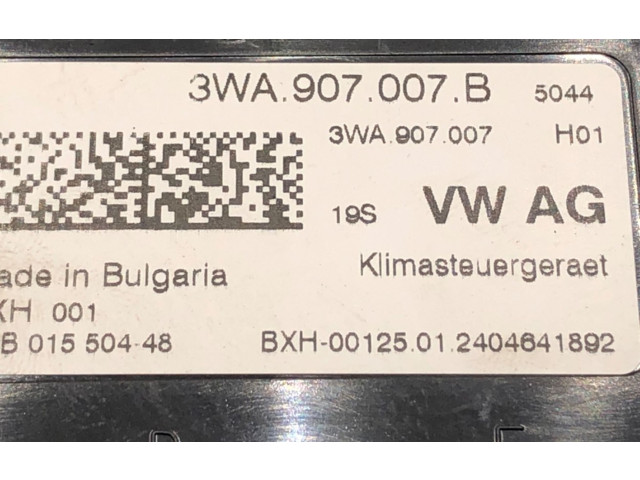 3WA.907.007.B 5044
3WA.907.007 H01
19S VW AG
Klimasteuergeraet
ade in Bulgaria
XH 001
B 015 504-48 BXH-00125.01.2404641892